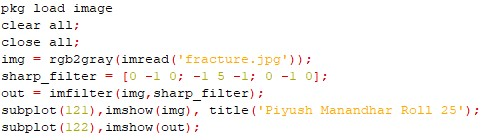 pkg load image
clear all;
close all;
img = rgb2gray(imread('fracture.jpg'));
sharp_filter = [0 -1 0; -1 5 -1; 0 -1 0];
out = imfilter(img,sharp_filter);
subplot(121),imshow(img), title('Piyush Manandhar Roll 25');
subplot(122),imshow(out);